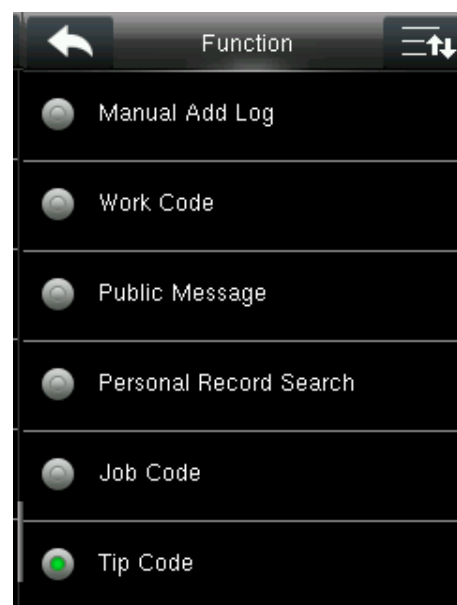 Function
Manual Add Log
Work Code
Public Message
Personal Record Search
Job Code
Tip Code